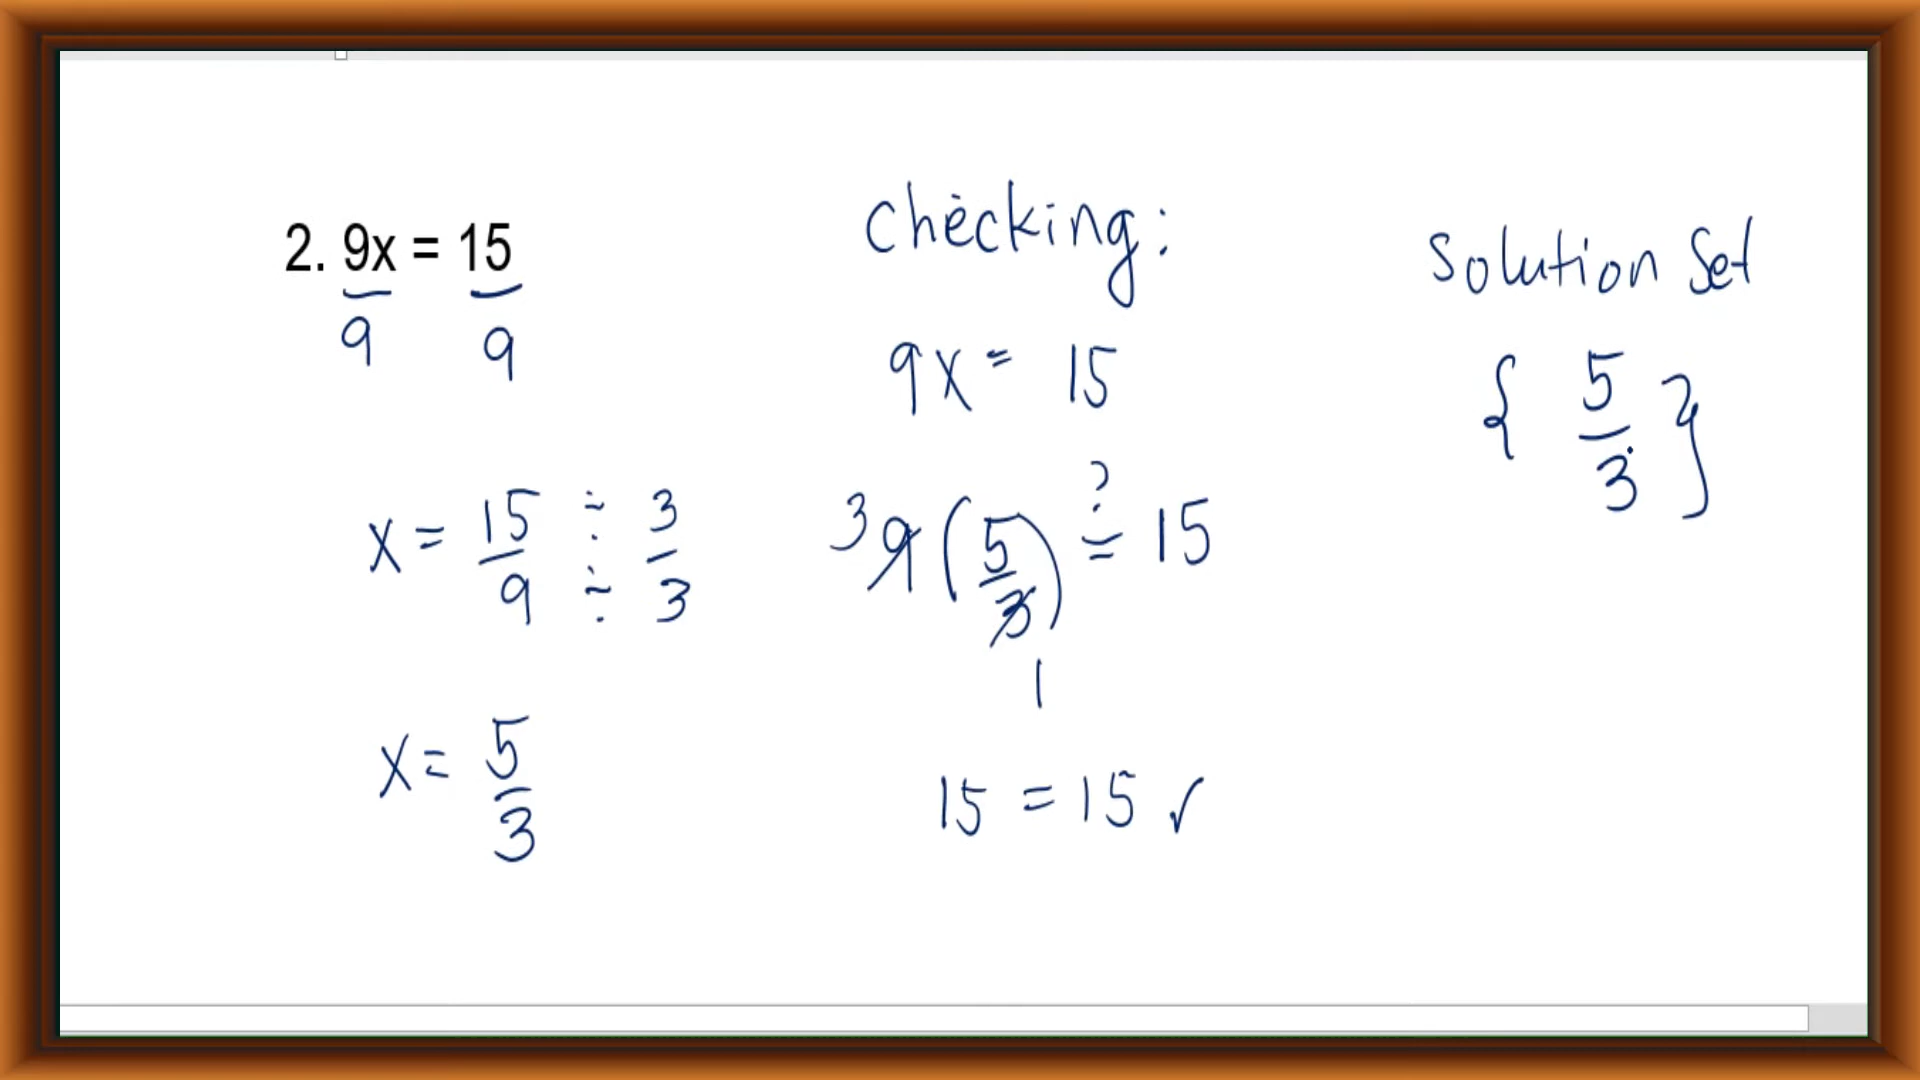 2. 9x = 15
9 9
x = 15/9 ÷ 3/3
÷
x = 5/3
Checking:
9x = 15
3 9 (5/3) ≟ 15
1
15 = 15 ✓
Solution Set
{ 5/3 }